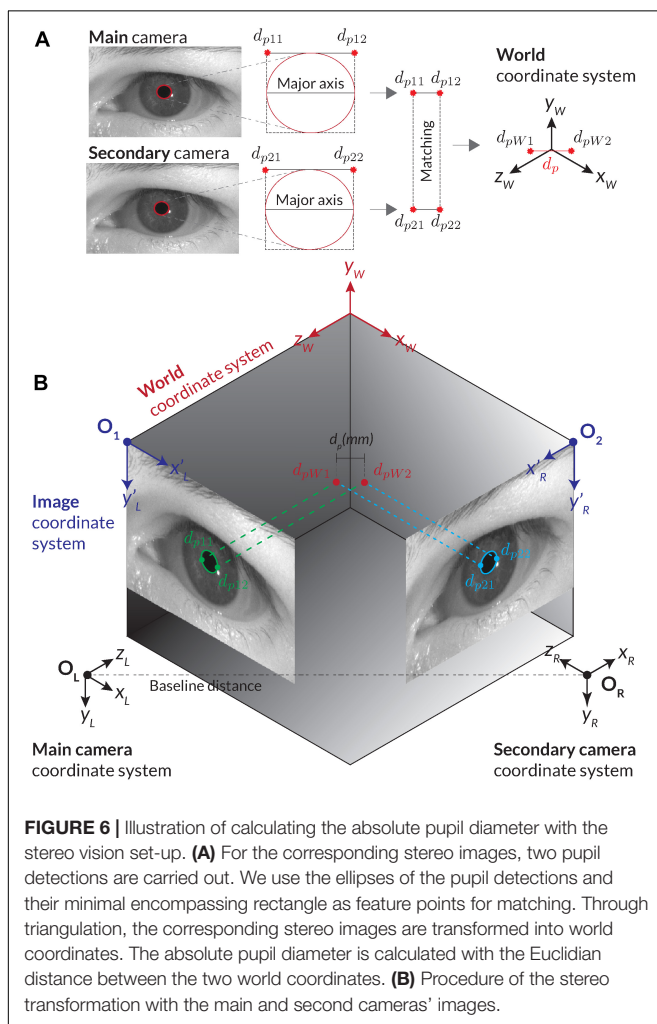 A
Main camera
d_p11 d_p12
Major axis
Secondary camera
d_p21 d_p22
Major axis
d_p11 d_p12
Matching
d_p21 d_p22
World
coordinate system
y_W
d_pW1 d_pW2
d_p
z_W x_W
y_W
z_W x_W
World
coordinate system
B
O_1 O_2
x'_L x'_R
y'_L y'_R
d_p(mm)
d_pW1 d_pW2
Image
coordinate
system
d_p12
d_p22
d_p21
z_L z_R x_R
O_L O_R
x_L
Baseline distance
y_L y_R
Main camera
coordinate system
Secondary camera
coordinate system
FIGURE 6 | Illustration of calculating the absolute pupil diameter with the
stereo vision set-up. (A) For the corresponding stereo images, two pupil
detections are carried out. We use the ellipses of the pupil detections and
their minimal encompassing rectangle as feature points for matching. Through
triangulation, the corresponding stereo images are transformed into world
coordinates. The absolute pupil diameter is calculated with the Euclidian
distance between the two world coordinates. (B) Procedure of the stereo
transformation with the main and second cameras' images.